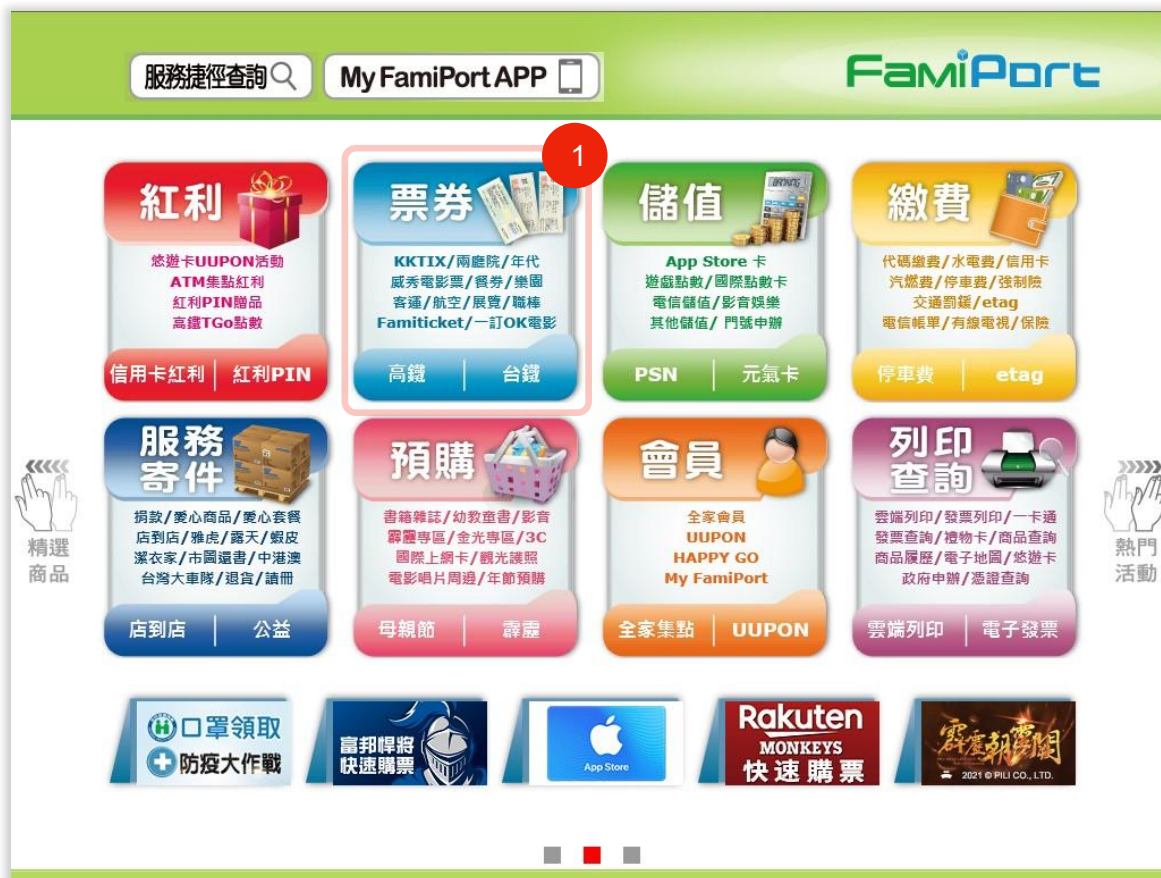 服務捷徑查詢
My FamiPort APP
FamiPort
1
紅利
悠遊卡UUPON活動
ATM集點紅利
紅利PIN贈品
高鐵TGo點數
信用卡紅利 | 紅利PIN
票券
KKTIX/兩廳院/年代
威秀電影票/餐券/樂園
客運/航空/展覽/職棒
Famiticket/一訂OK電影
高鐵 | 台鐵
儲值
App Store 卡
遊戲點數/國際點數卡
電信儲值/影音娛樂
其他儲值/ 門號申辦
PSN | 元氣卡
繳費
代碼繳費/水電費/信用卡
汽燃費/停車費/強制險
交通罰鍰/etag
電信帳單/有線電視/保險
停車費 | etag
服務
寄件
捐款/愛心商品/愛心套餐
店到店/雅虎/露天/蝦皮
潔衣家/市圖還書/中港澳
台灣大車隊/退貨/讀冊
店到店 | 公益
預購
書籍雜誌/幼教童書/影音
霹靂專區/金光專區/3C
國際上網卡/觀光護照
電影唱片周邊/年節預購
母親節 | 霹靂
會員
全家會員
UUPON
HAPPY GO
My FamiPort
全家集點 | UUPON
列印
查詢
雲端列印/發票列印/一卡通
發票查詢/禮物卡/商品查詢
商品履歷/電子地圖/悠遊卡
政府申辦/憑證查詢
雲端列印 | 電子發票
精選
商品
熱門
活動
口罩領取
防疫大作戰
富邦悍將
快速購票
App Store
Rakuten
MONKEYS
快速購票
霹靂朝霞闕
2021 © PILI CO., LTD.